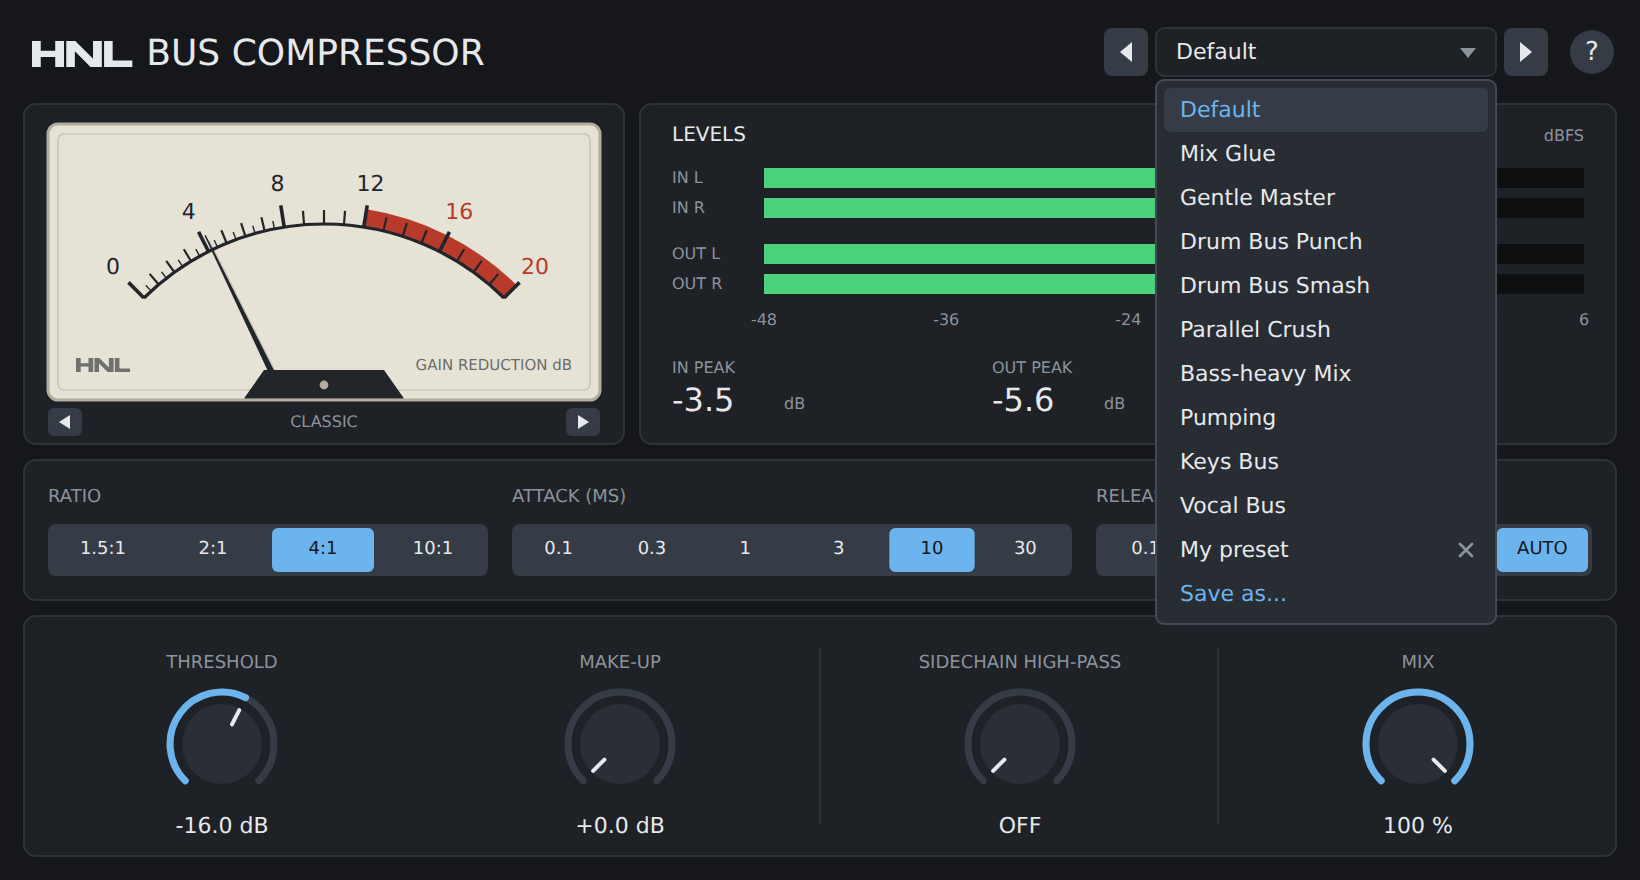 HNL BUS COMPRESSOR
Default
?
Default
Mix Glue
Gentle Master
Drum Bus Punch
Drum Bus Smash
Parallel Crush
Bass-heavy Mix
Pumping
Keys Bus
Vocal Bus
My preset
Save as...
0 4 8 12 16 20
HNL
GAIN REDUCTION dB
CLASSIC
LEVELS
dBFS
IN L
IN R
OUT L
OUT R
-48 -36 -24 6
IN PEAK
-3.5 dB
OUT PEAK
-5.6 dB
RATIO
1.5:1 2:1 4:1 10:1
ATTACK (MS)
0.1 0.3 1 3 10 30
AUTO
THRESHOLD
-16.0 dB
MAKE-UP
+0.0 dB
SIDECHAIN HIGH-PASS
OFF
MIX
100 %